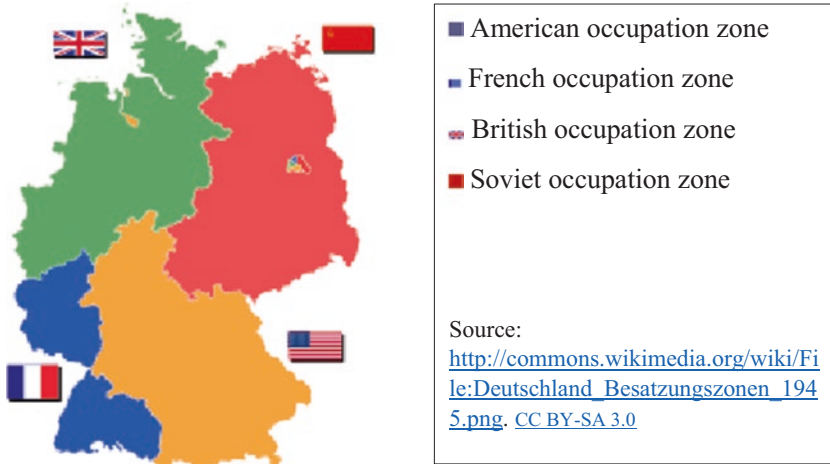 American occupation zone
French occupation zone
British occupation zone
Soviet occupation zone
Source:
http://commons.wikimedia.org/wiki/Fi
le:Deutschland_Besatzungszonen_194
5.png. CC BY-SA 3.0